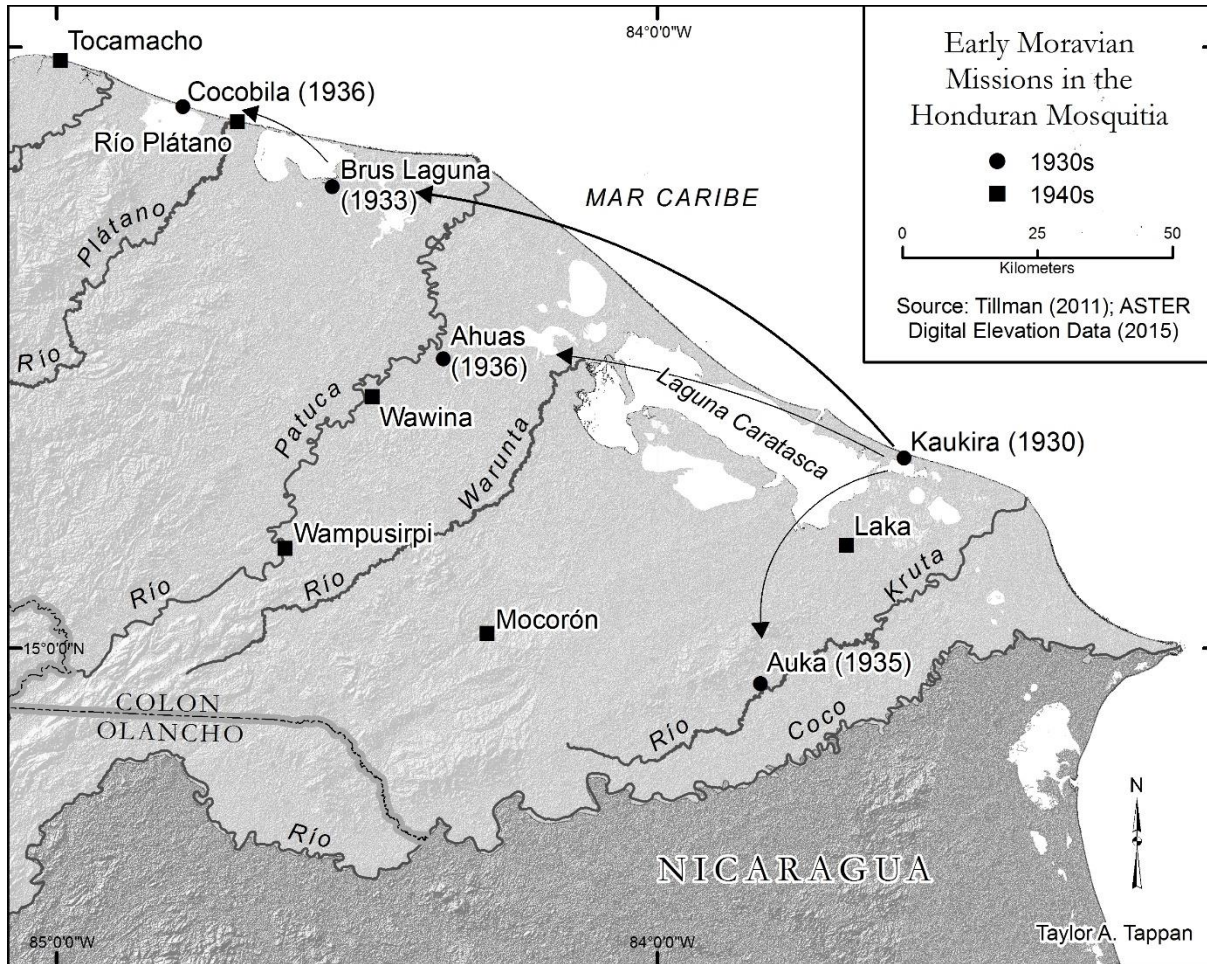 84°0'0"W
Early Moravian
Missions in the
Honduran Mosquitia
1930s
1940s
0 25 50
Kilometers
Source: Tillman (2011); ASTER
Digital Elevation Data (2015)
Tocamacho
Cocobila (1936)
Río Plátano
Brus Laguna
(1933)
MAR CARIBE
Río Plátano
Ahuas
(1936)
Wawina
Río Patuca
Río Warunta
Laguna Caratasca
Kaukira (1930)
Laka
Wampusirpi
Río Kruta
Mocorón
15°0'0"N
Auka (1935)
COLON
OLANCHO
Río Coco
N
NICARAGUA
85°0'0"W
84°0'0"W
Taylor A. Tappan